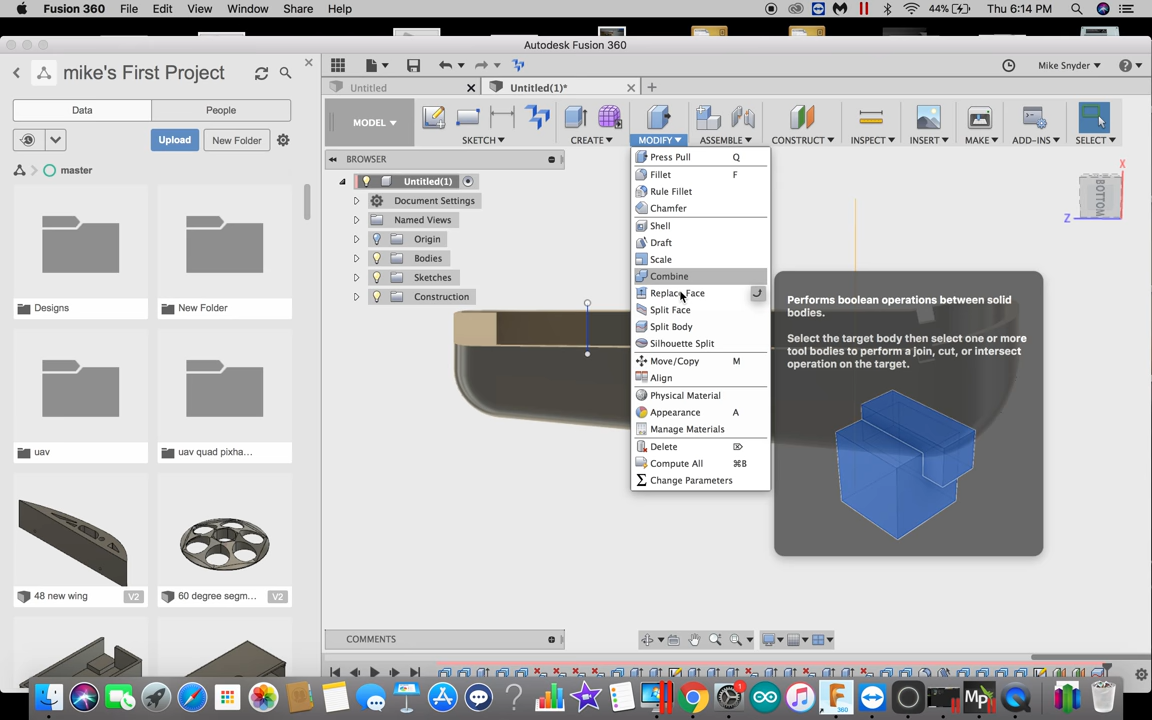 Fusion 360 File Edit View Window Share Help 44% Thu 6:14 PM
Autodesk Fusion 360
mike's First Project
Mike Snyder
Data People
Untitled Untitled(1)*
Upload New Folder
MODEL SKETCH CREATE MODIFY ASSEMBLE CONSTRUCT INSPECT INSERT MAKE ADD-INS SELECT
master
BROWSER
Untitled(1)
Document Settings
Named Views
Origin
Bodies
Sketches
Construction
Press Pull Q
Fillet F
Rule Fillet
Chamfer
Shell
Draft
Scale
Combine
Replace Face
Split Face
Split Body
Silhouette Split
Move/Copy M
Align
Physical Material
Appearance A
Manage Materials
Delete
Compute All ⌘B
Change Parameters
X
BOTTOM
Z
Performs boolean operations between solid
bodies.
Select the target body then select one or more
tool bodies to perform a join, cut, or intersect
operation on the target.
Designs
New Folder
uav
uav quad pixha...
48 new wing V2
60 degree segm... V2
COMMENTS
1
F
360
Mp